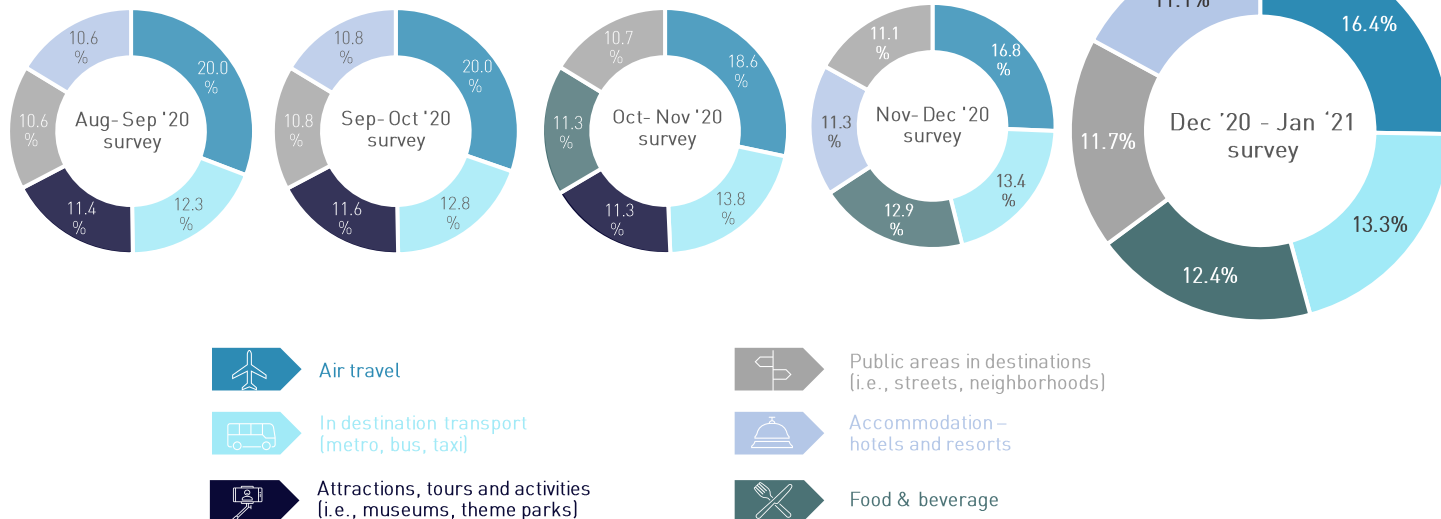 10.6
%
20.0
%
10.6
%
Aug- Sep '20
survey
11.4
%
12.3
%
10.8
%
20.0
%
10.8
%
Sep- Oct '20
survey
11.6
%
12.8
%
10.7
%
18.6
%
11.3
%
Oct- Nov '20
survey
11.3
%
13.8
%
11.1
%
16.8
%
11.3
%
Nov- Dec '20
survey
12.9
%
13.4
%
11.1%
16.4%
11.7%
Dec ’20 - Jan ‘21
survey
12.4%
13.3%
Air travel
In destination transport
(metro, bus, taxi)
Attractions, tours and activities
(i.e., museums, theme parks)
Public areas in destinations
(i.e., streets, neighborhoods)
Accommodation –
hotels and resorts
Food & beverage